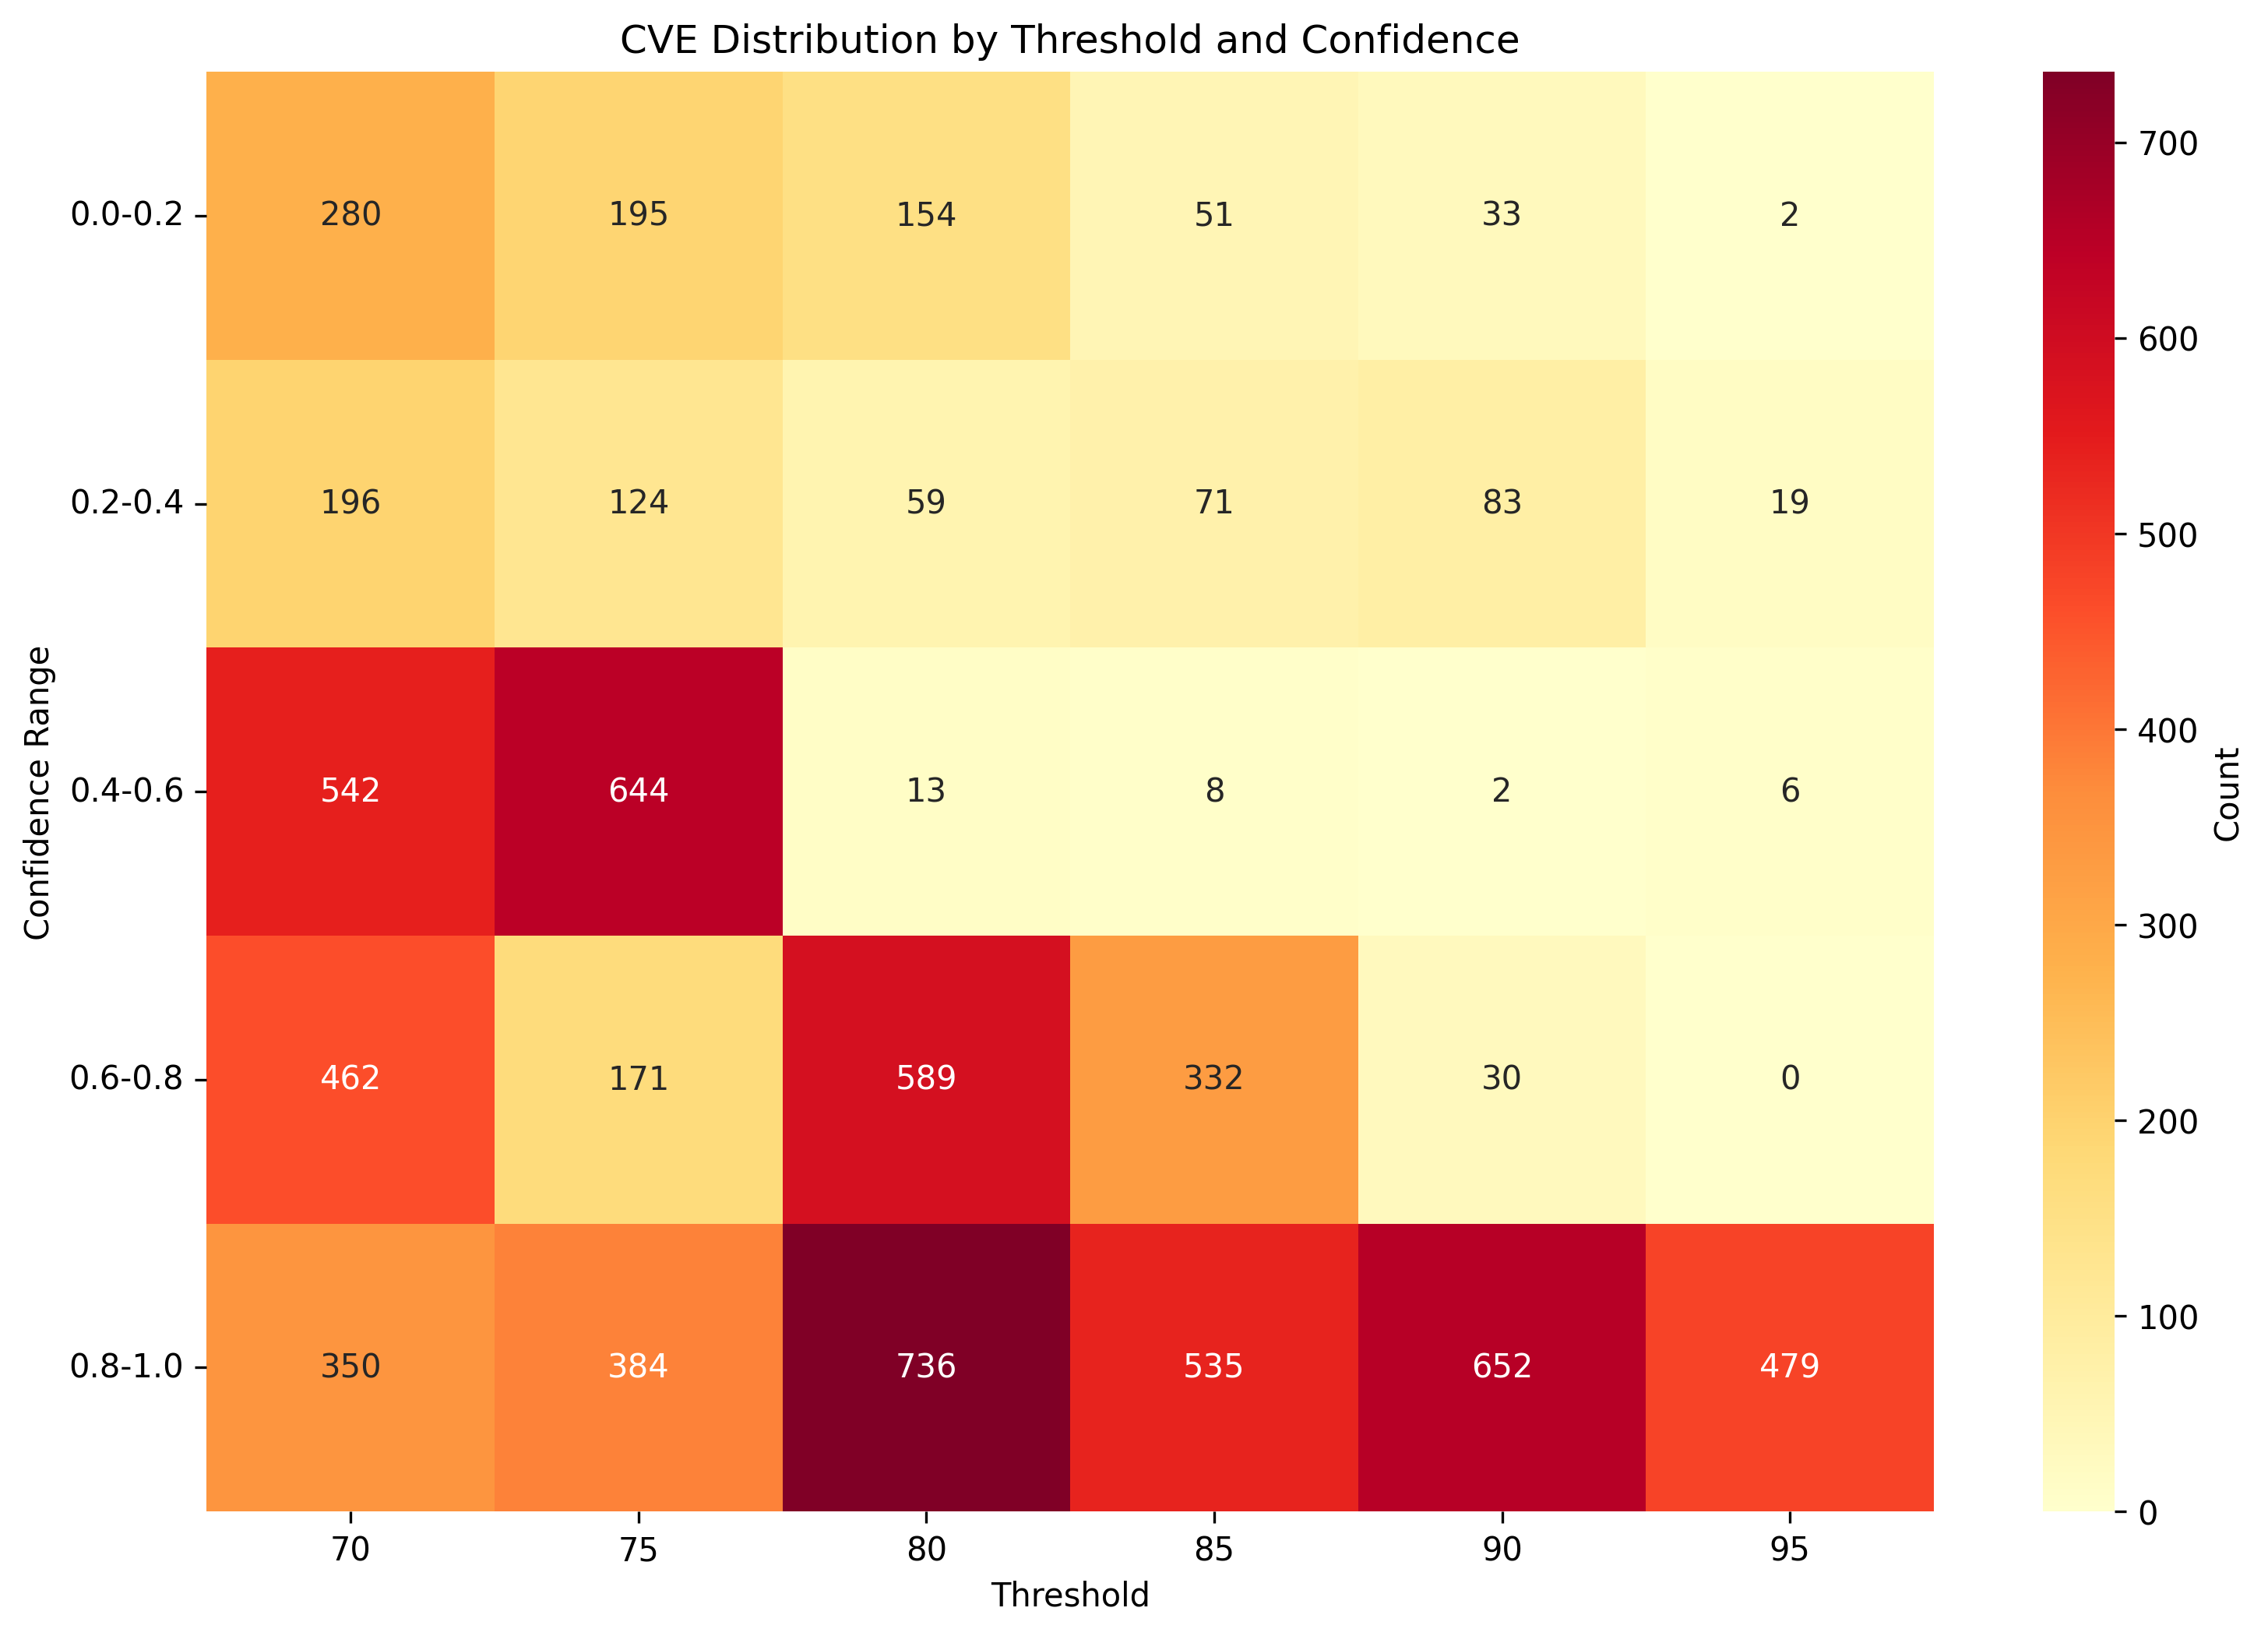 CVE Distribution by Threshold and Confidence
Confidence Range
0.0-0.2 280 195 154 51 33 2
0.2-0.4 196 124 59 71 83 19
0.4-0.6 542 644 13 8 2 6
0.6-0.8 462 171 589 332 30 0
0.8-1.0 350 384 736 535 652 479
70 75 80 85 90 95
Threshold
700
600
500
400
300
200
100
0
Count